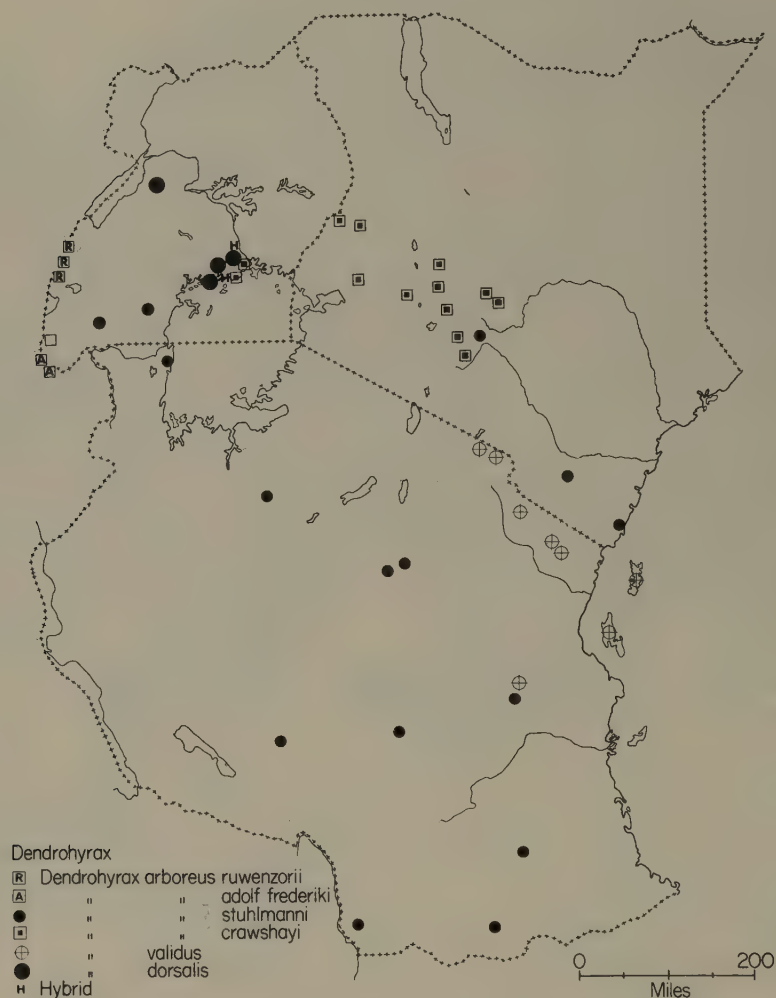 R
R
R
H
H
A
A
Dendrohyrax
R Dendrohyrax arboreus ruwenzorii
A " " adolf frederiki
" " stuhlmanni
" " crawshayi
" validus
" dorsalis
H Hybrid
0 200
Miles